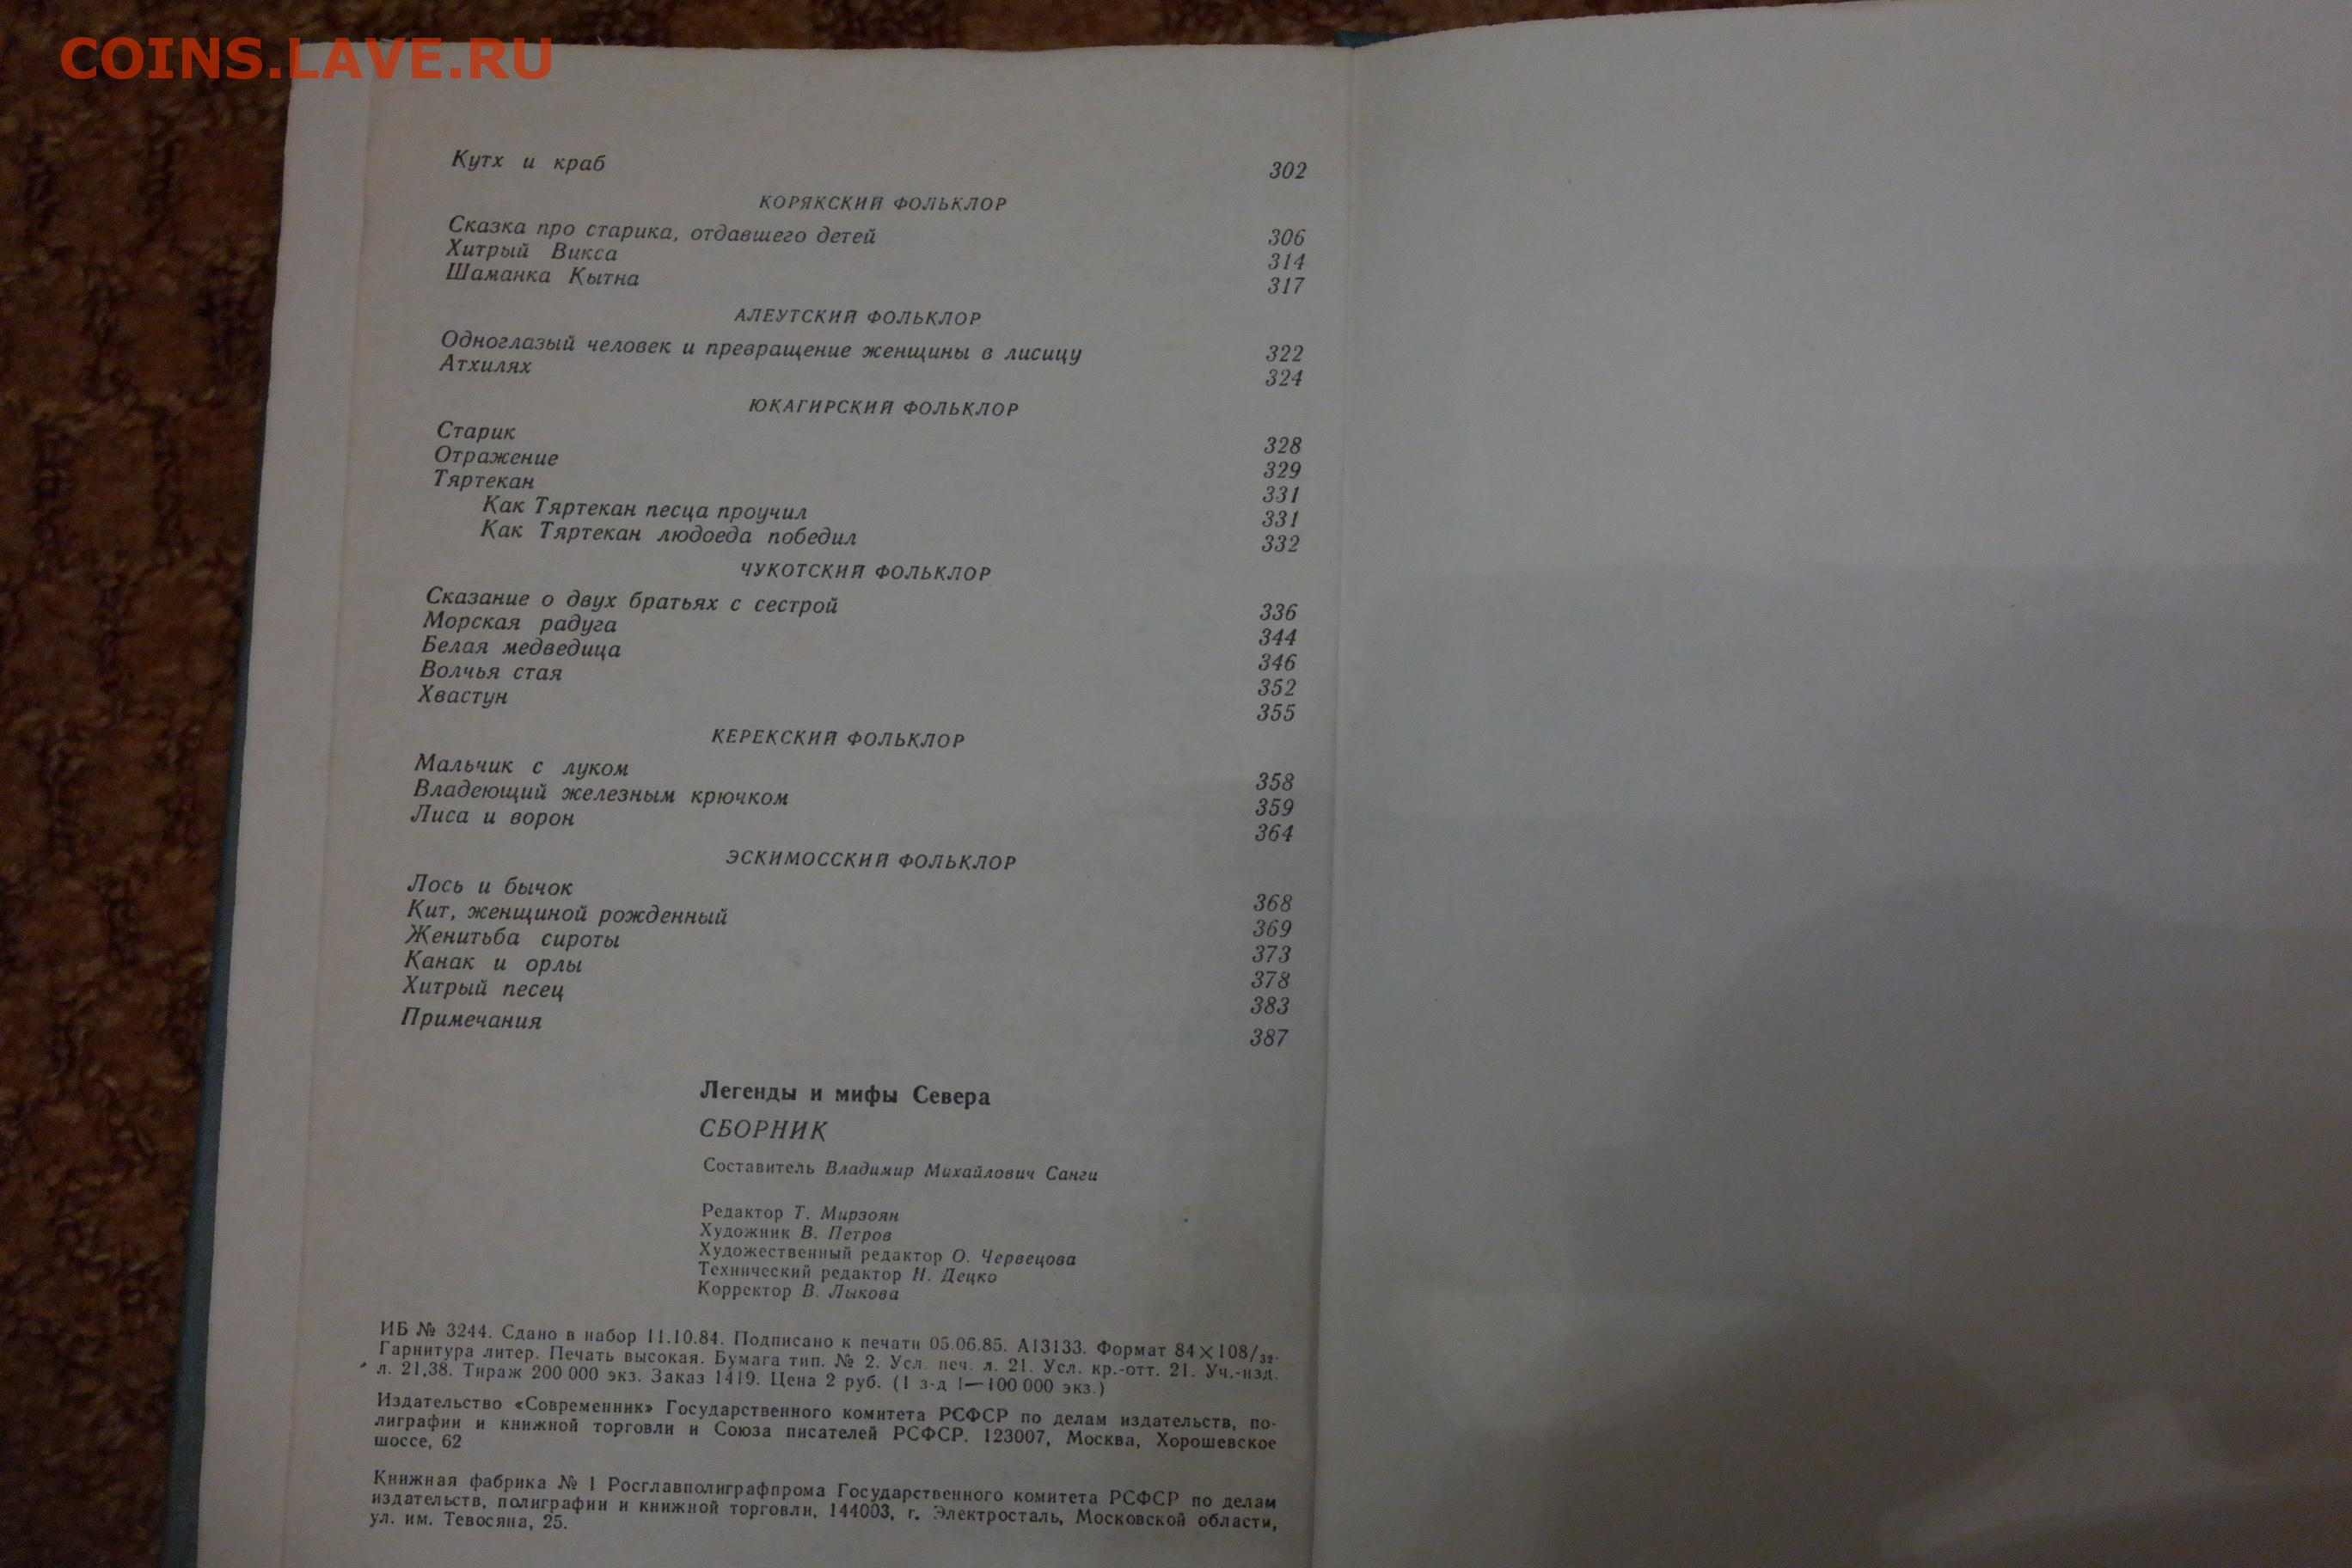 COINS.LAVE.RU
Кутх и краб 302
КОРЯКСКИЙ ФОЛЬКЛОР
Сказка про старика, отдавшего детей 306
Хитрый Викса 314
Шаманка Кытна 317
АЛЕУТСКИЙ ФОЛЬКЛОР
Одноглазый человек и превращение женщины в лисицу 322
Атхилях 324
ЮКАГИРСКИЙ ФОЛЬКЛОР
Старик 328
Отражение 329
Тяртекан 331
Как Тяртекан песца проучил 331
Как Тяртекан людоеда победил 332
ЧУКОТСКИЙ ФОЛЬКЛОР
Сказание о двух братьях с сестрой 336
Морская радуга 344
Белая медведица 346
Волчья стая 352
Хвастун 355
КЕРЕКСКИЙ ФОЛЬКЛОР
Мальчик с луком 358
Владеющий железным крючком 359
Лиса и ворон 364
ЭСКИМОССКИЙ ФОЛЬКЛОР
Лось и бычок 368
Кит, женщиной рожденный 369
Женитьба сироты 373
Канак и орлы 378
Хитрый песец 383
Примечания 387
Легенды и мифы Севера
СБОРНИК
Составитель Владимир Михайлович Санги
Редактор Т. Мирзоян
Художник В. Петров
Художественный редактор О. Червецова
Технический редактор Н. Децко
Корректор В. Лыкова
ИБ № 3244. Сдано в набор 11.10.84. Подписано к печати 05.06.85. А13133. Формат 84×108/32.
Гарнитура литер. Печать высокая. Бумага тип. № 2. Усл. печ. л. 21. Усл. кр.-отт. 21. Уч.-изд.
л. 21,38. Тираж 200 000 экз. Заказ 1419. Цена 2 руб. (1 з-д 1—100 000 экз.)
Издательство «Современник» Государственного комитета РСФСР по делам издательств, по-
лиграфии и книжной торговли и Союза писателей РСФСР. 123007, Москва, Хорошевское
шоссе, 62
Книжная фабрика № 1 Росглавполиграфпрома Государственного комитета РСФСР по делам
издательств, полиграфии и книжной торговли, 144003, г. Электросталь, Московской области,
ул. им. Тевосяна, 25.